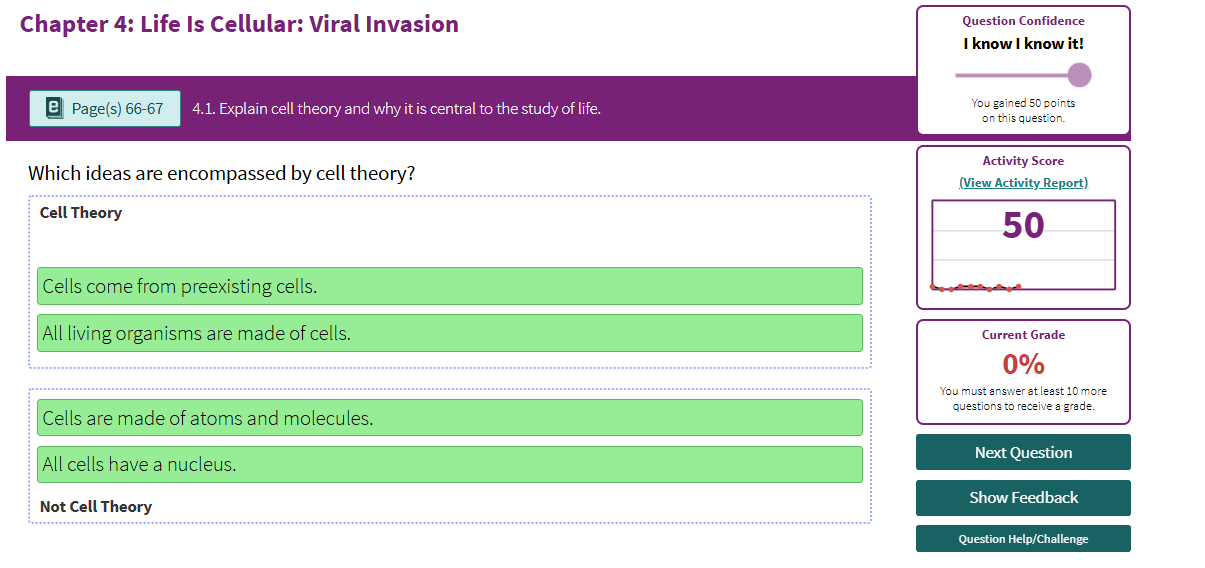 Chapter 4: Life Is Cellular: Viral Invasion
Page(s) 66-67
4.1. Explain cell theory and why it is central to the study of life.
Which ideas are encompassed by cell theory?
Cell Theory
Cells come from preexisting cells.
All living organisms are made of cells.
Cells are made of atoms and molecules.
All cells have a nucleus.
Not Cell Theory
Question Confidence
I know I know it!
You gained 50 points
on this question.
Activity Score
(View Activity Report)
50
Current Grade
0%
You must answer at least 10 more
questions to receive a grade.
Next Question
Show Feedback
Question Help/Challenge